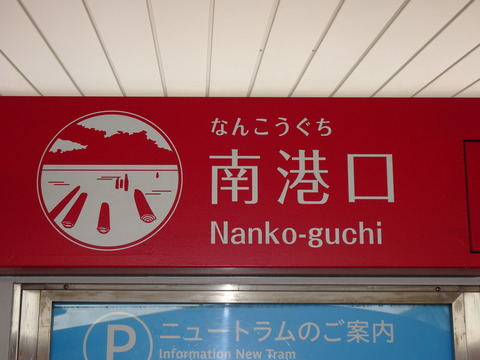 なんこうぐち
南港口
Nanko-guchi
P
ニュートラムのご案内
Information New Tram